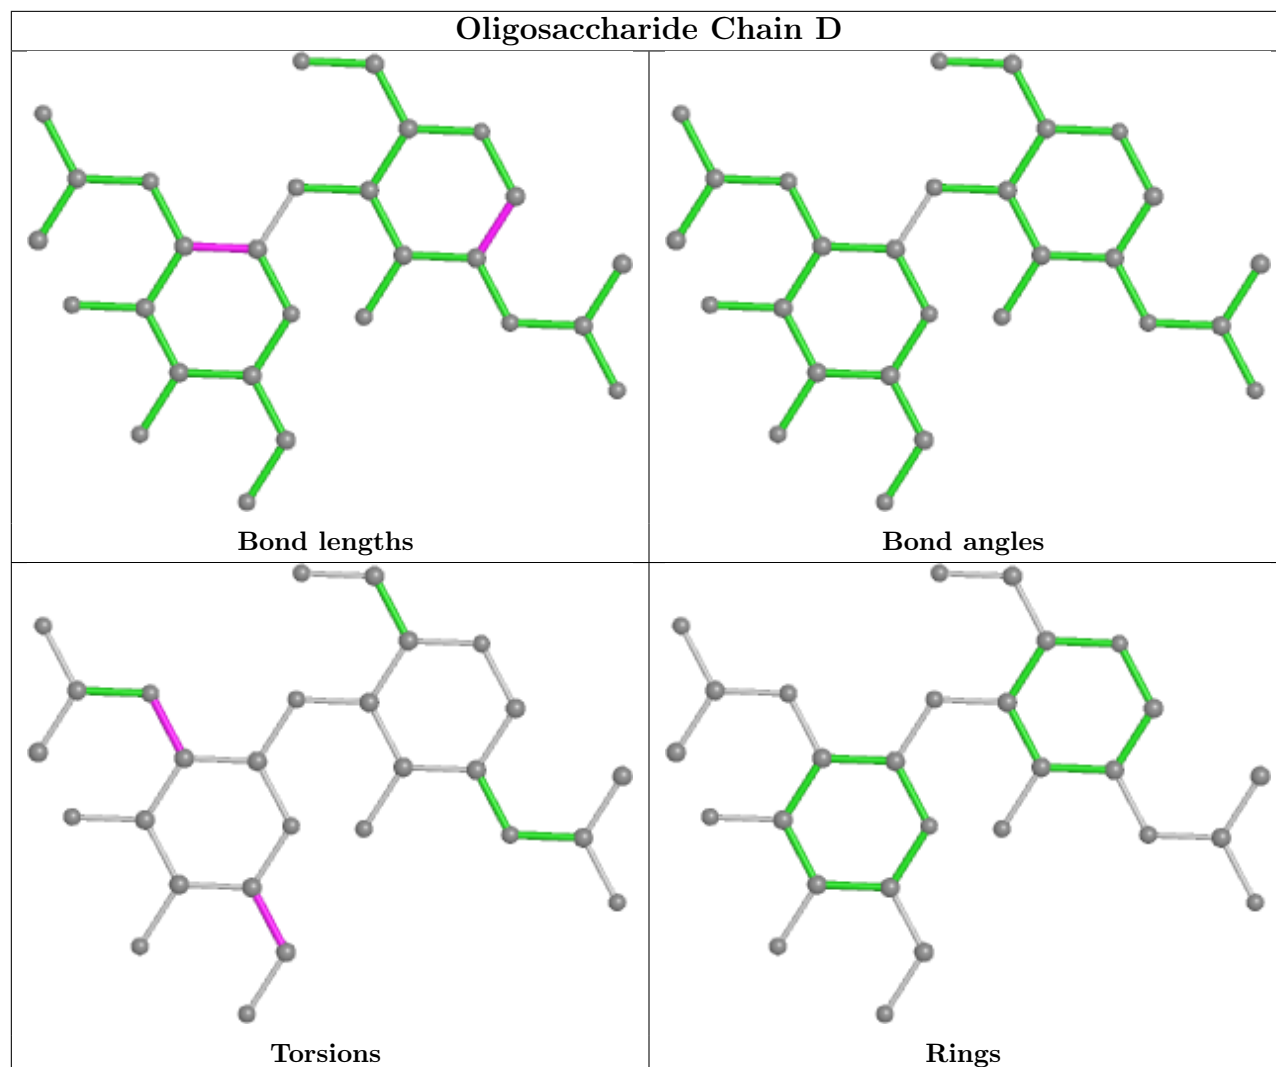 Oligosaccharide Chain D
Bond lengths
Bond angles
Torsions
Rings